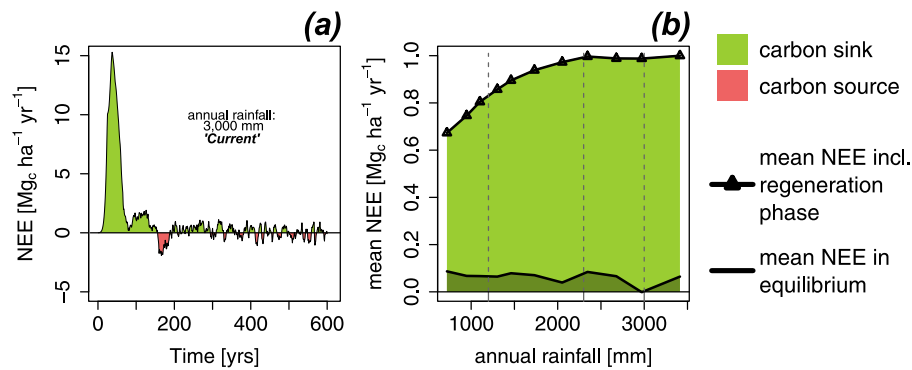 (a)
NEE [Mgc ha−1 yr−1]
15
10
5
0
−5
annual rainfall:
3,000 mm
'Current'
0
200
400
600
Time [yrs]
(b)
mean NEE [Mgc ha−1 yr−1]
1.0
0.8
0.6
0.4
0.2
0.0
1000
2000
3000
annual rainfall [mm]
carbon sink
carbon source
mean NEE incl.
regeneration
phase
mean NEE in
equilibrium